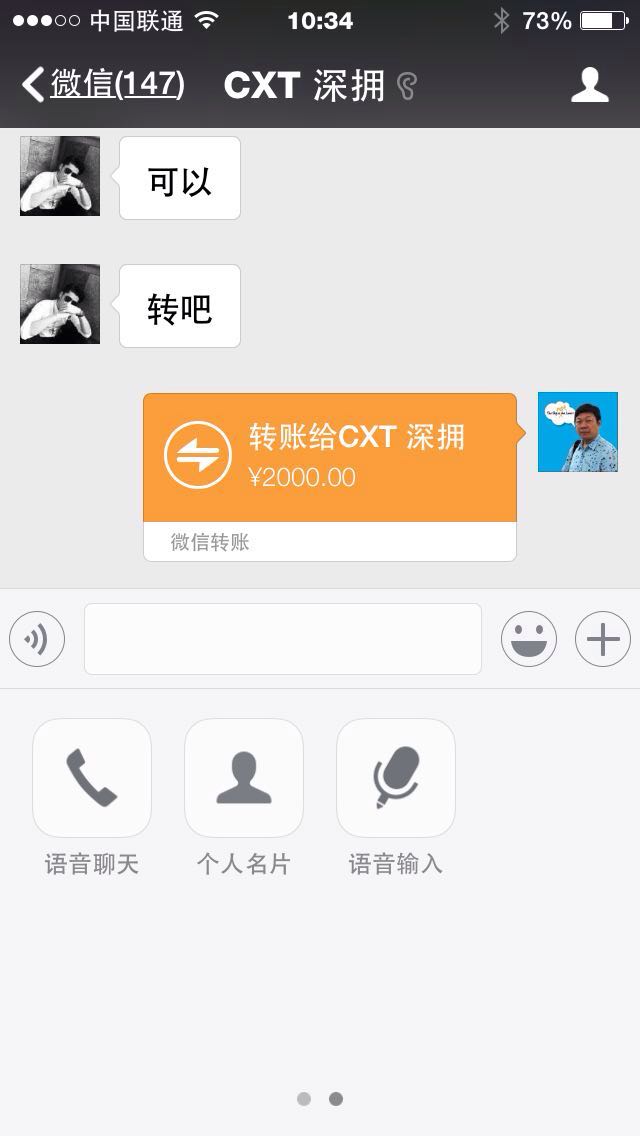 中国联通 10:34 73%
微信(147) CXT 深拥
可以
转吧
转账给CXT 深拥
¥2000.00
微信转账
语音聊天 个人名片 语音输入